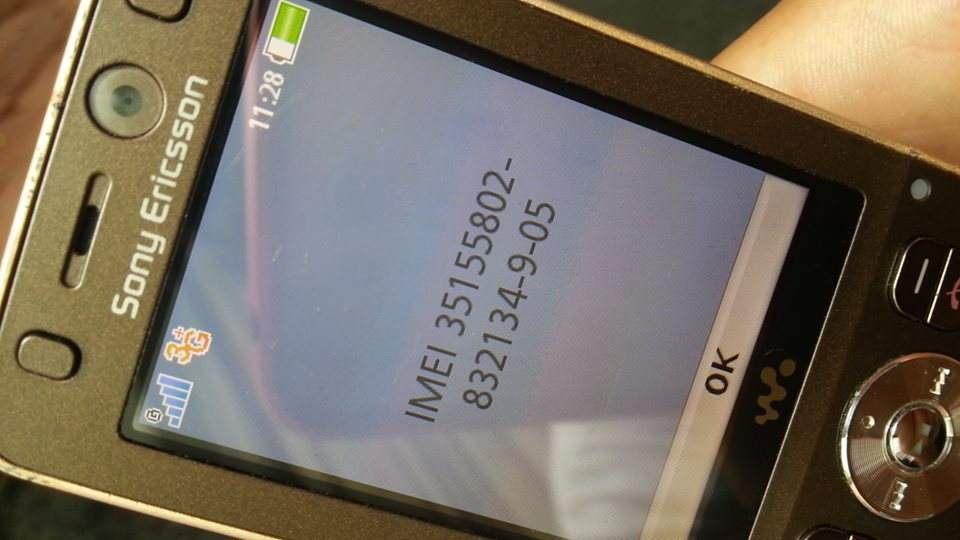 Sony Ericsson
3G+
11:28
IMEI 35155802-
832134-9-05
OK